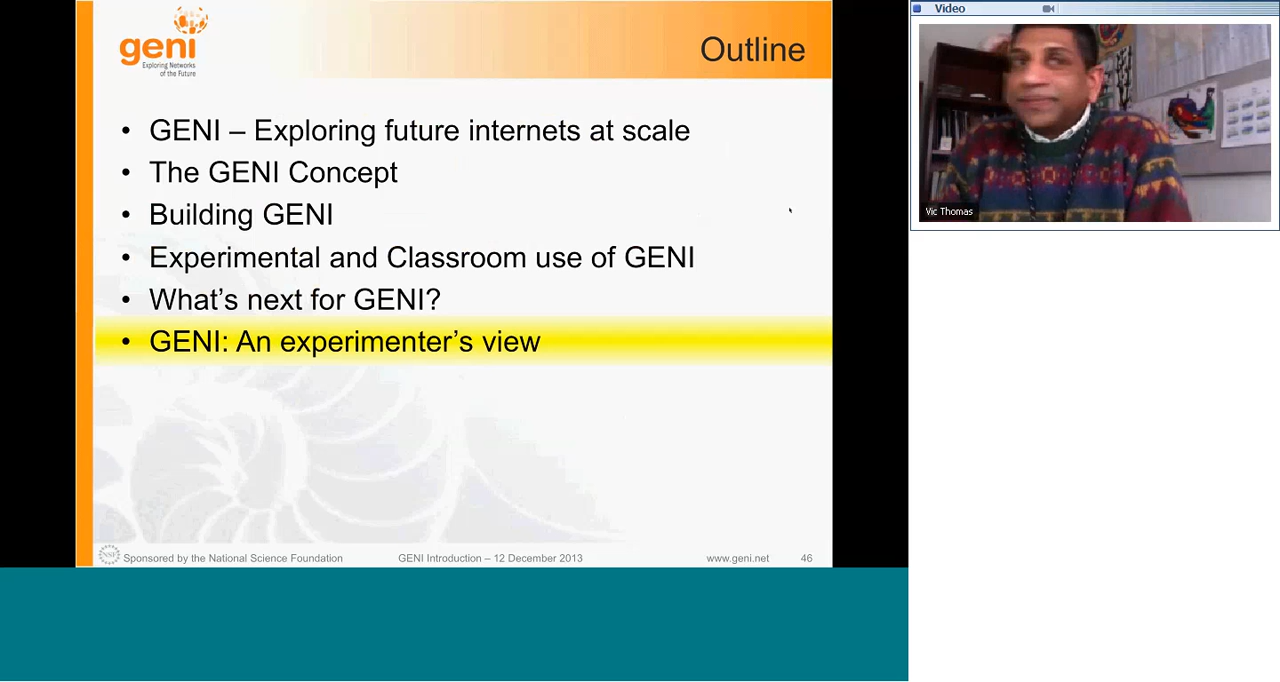 geni
Exploring Networks
of the Future
Outline
• GENI – Exploring future internets at scale
• The GENI Concept
• Building GENI
• Experimental and Classroom use of GENI
• What’s next for GENI?
• GENI: An experimenter’s view
NSF
Sponsored by the National Science Foundation
GENI Introduction – 12 December 2013
www.geni.net
46
Video
Vic Thomas